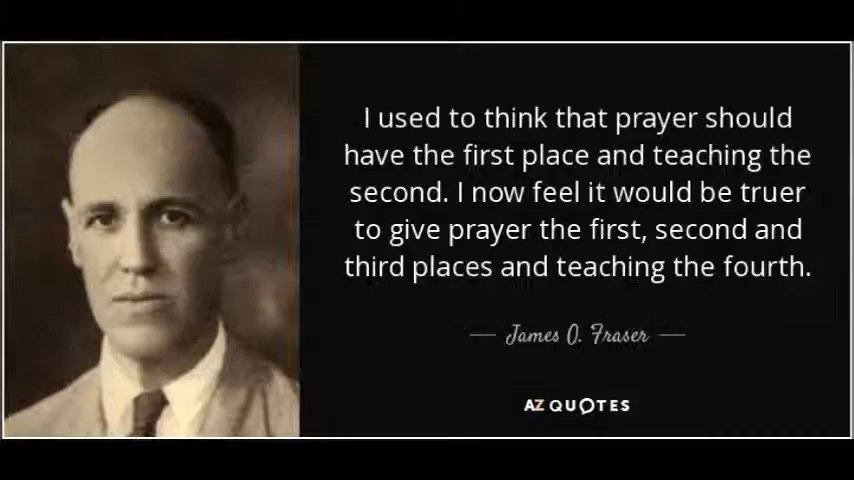 I used to think that prayer should
have the first place and teaching the
second. I now feel it would be truer
to give prayer the first, second and
third places and teaching the fourth.
— James O. Fraser —
AZ QUOTES